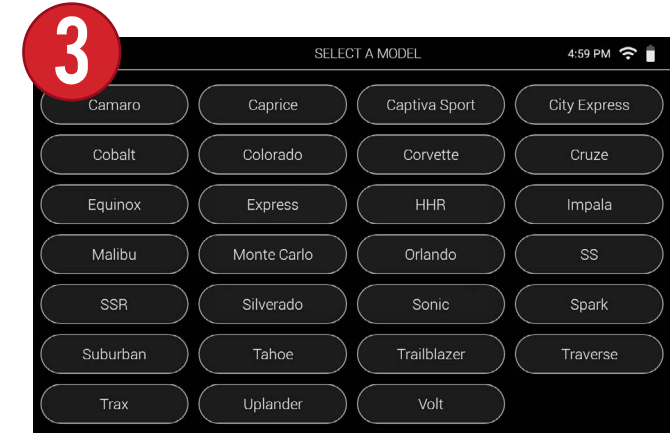 3
SELECT A MODEL 4:59 PM
Camaro Caprice Captiva Sport City Express
Cobalt Colorado Corvette Cruze
Equinox Express HHR Impala
Malibu Monte Carlo Orlando SS
SSR Silverado Sonic Spark
Suburban Tahoe Trailblazer Traverse
Trax Uplander Volt